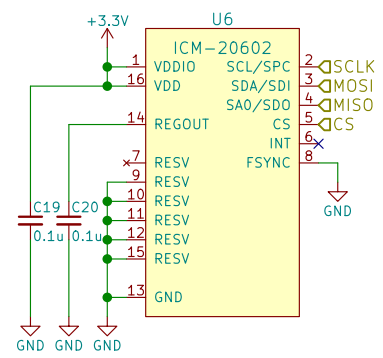 U6
+3.3V
ICM-20602
1 VDDIO SCL/SPC 2 SCLK
16 VDD SDA/SDI 3 MOSI
SA0/SDO 4 MISO
14 REGOUT CS 5 CS
INT 6
7 RESV FSYNC 8
9 RESV
10 RESV
11 RESV
12 RESV
15 RESV
13 GND
C19 C20
0.1u 0.1u
GND
GND GND GND